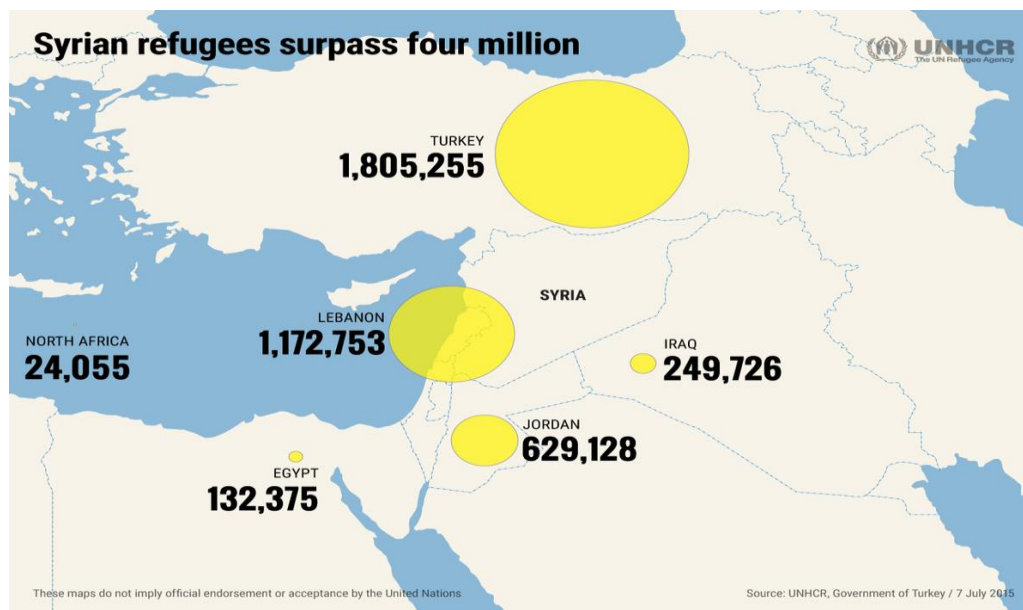 Syrian refugees surpass four million
UNHCR
The UN Refugee Agency
TURKEY
1,805,255
SYRIA
LEBANON
1,172,753
NORTH AFRICA
24,055
IRAQ
249,726
JORDAN
629,128
EGYPT
132,375
These maps do not imply official endorsement or acceptance by the United Nations
Source: UNHCR, Government of Turkey / 7 July 2015